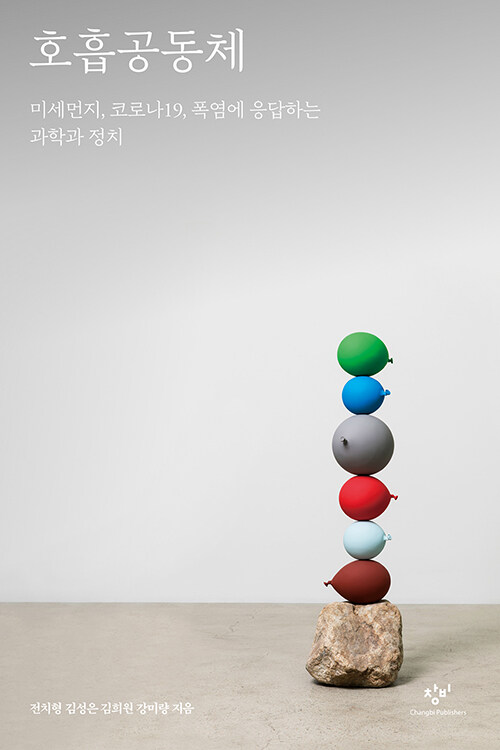 호흡공동체
미세먼지, 코로나19, 폭염에 응답하는
과학과 정치
전치형 김성은 김희원 강미량 지음
창비
Changbi Publishers